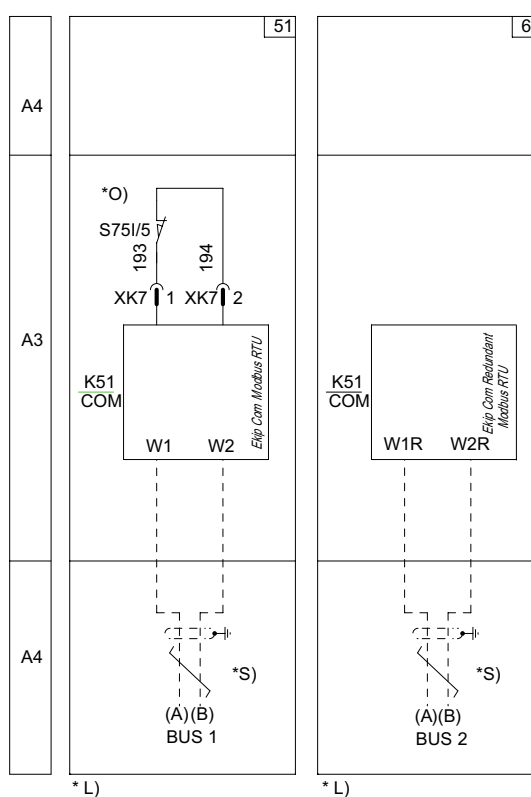 51
6
A4
*O)
S75I/5
193
194
XK7 1 XK7 2
A3
K51
COM
Ekip Com Modbus RTU
W1 W2
K51
COM
Ekip Com Redundant
Modbus RTU
W1R W2R
A4
*S)
(A)(B)
BUS 1
*S)
(A)(B)
BUS 2
* L)
* L)